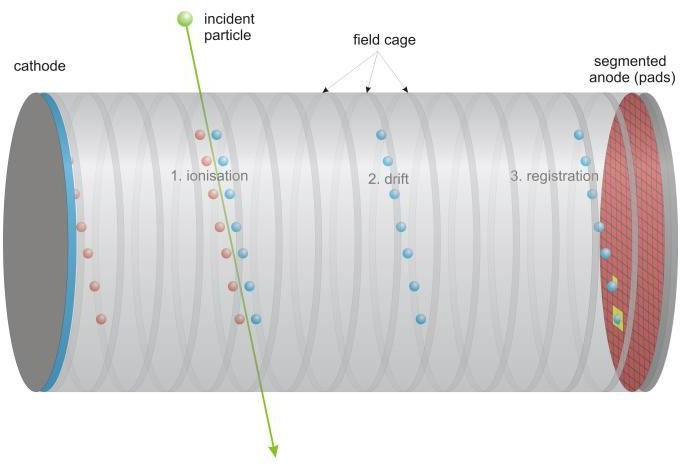 incident
particle
field cage
cathode
segmented
anode (pads)
1. ionisation
2. drift
3. registration